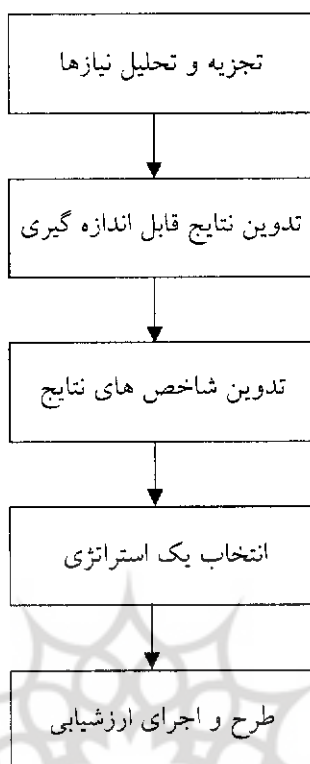 تجزیه و تحلیل نیازها
تدوین نتایج قابل اندازه گیری
تدوین شاخص های نتایج
انتخاب یک استراتژی
طرح و اجرای ارزشیابی